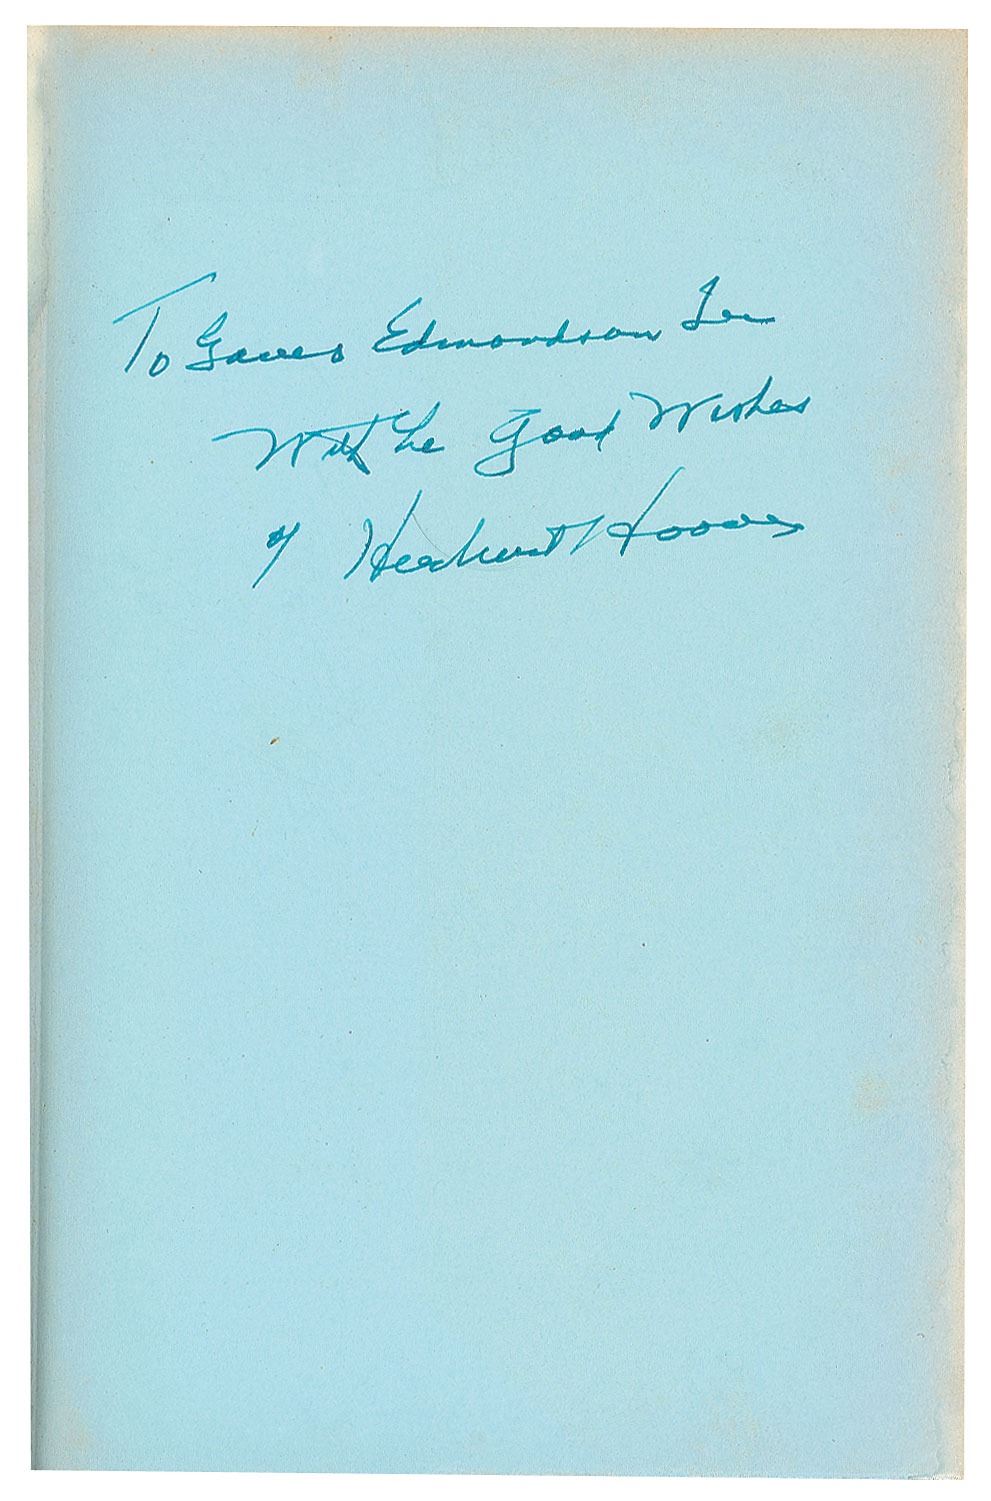 To James Edmondson Jr
With the Good Wishes
of Herbert Hoover